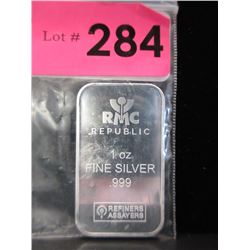 Lot # 284
RMC
REPUBLIC
1 oz
FINE SILVER
.999
REFINERS
ASSAYERS